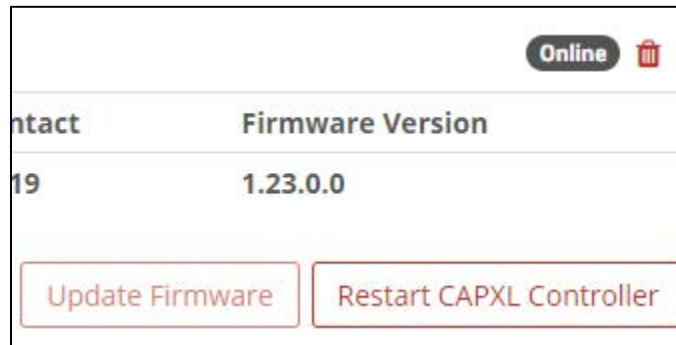 Online
ntact Firmware Version
19 1.23.0.0
Update Firmware Restart CAPXL Controller